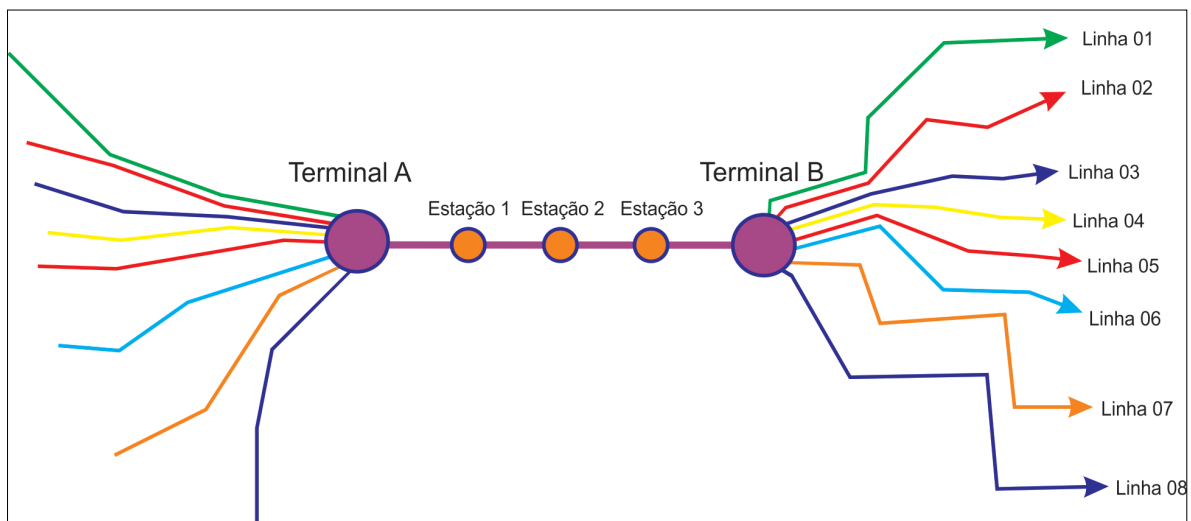 Linha 01
Linha 02
Terminal A
Terminal B
Linha 03
Estação 1
Estação 2
Estação 3
Linha 04
Linha 05
Linha 06
Linha 07
Linha 08